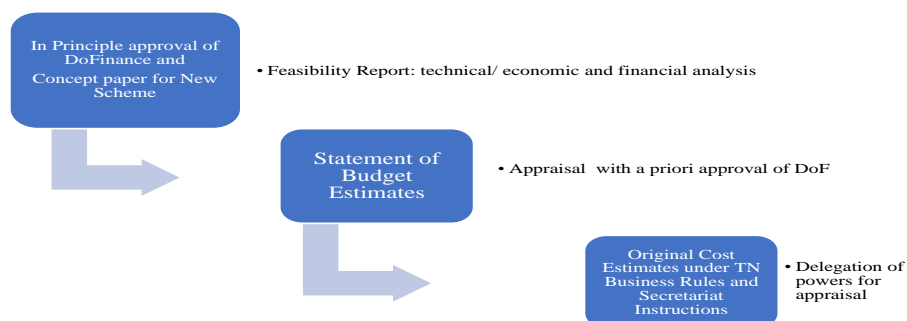 In Principle approval of
DoFinance and
Concept paper for New
Scheme
• Feasibility Report: technical/ economic and financial analysis
Statement of
Budget
Estimates
• Appraisal with a priori approval of DoF
Original Cost
Estimates under TN
Business Rules and
Secretariat
Instructions
• Delegation of
powers for
appraisal